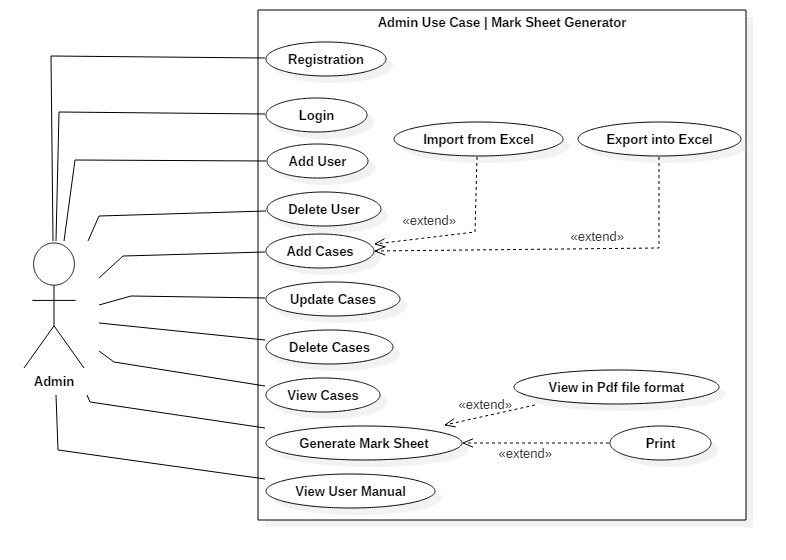 Admin Use Case | Mark Sheet Generator
Registration
Login
Import from Excel
Export into Excel
Add User
Delete User
«extend»
«extend»
Add Cases
Update Cases
Delete Cases
Admin
View in Pdf file format
View Cases
«extend»
Generate Mark Sheet
Print
«extend»
View User Manual